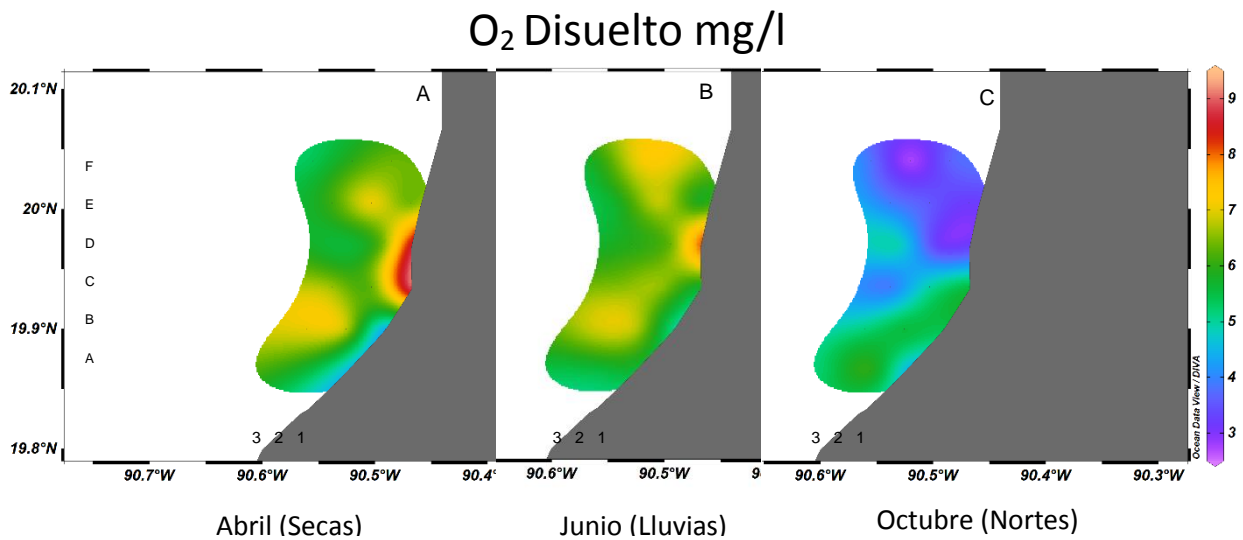 O₂ Disuelto mg/l
A
B
C
20.1°N
20°N
19.9°N
19.8°N
F
E
D
C
B
A
3 2 1
3 2 1
3 2 1
90.7°W
90.6°W
90.5°W
90.4
90.6°W
90.5°W
9
90.6°W
90.5°W
90.4°W
90.3°W
9
8
7
6
5
4
3
Ocean Data View / DIVA
Abril (Secas)
Junio (Lluvias)
Octubre (Nortes)